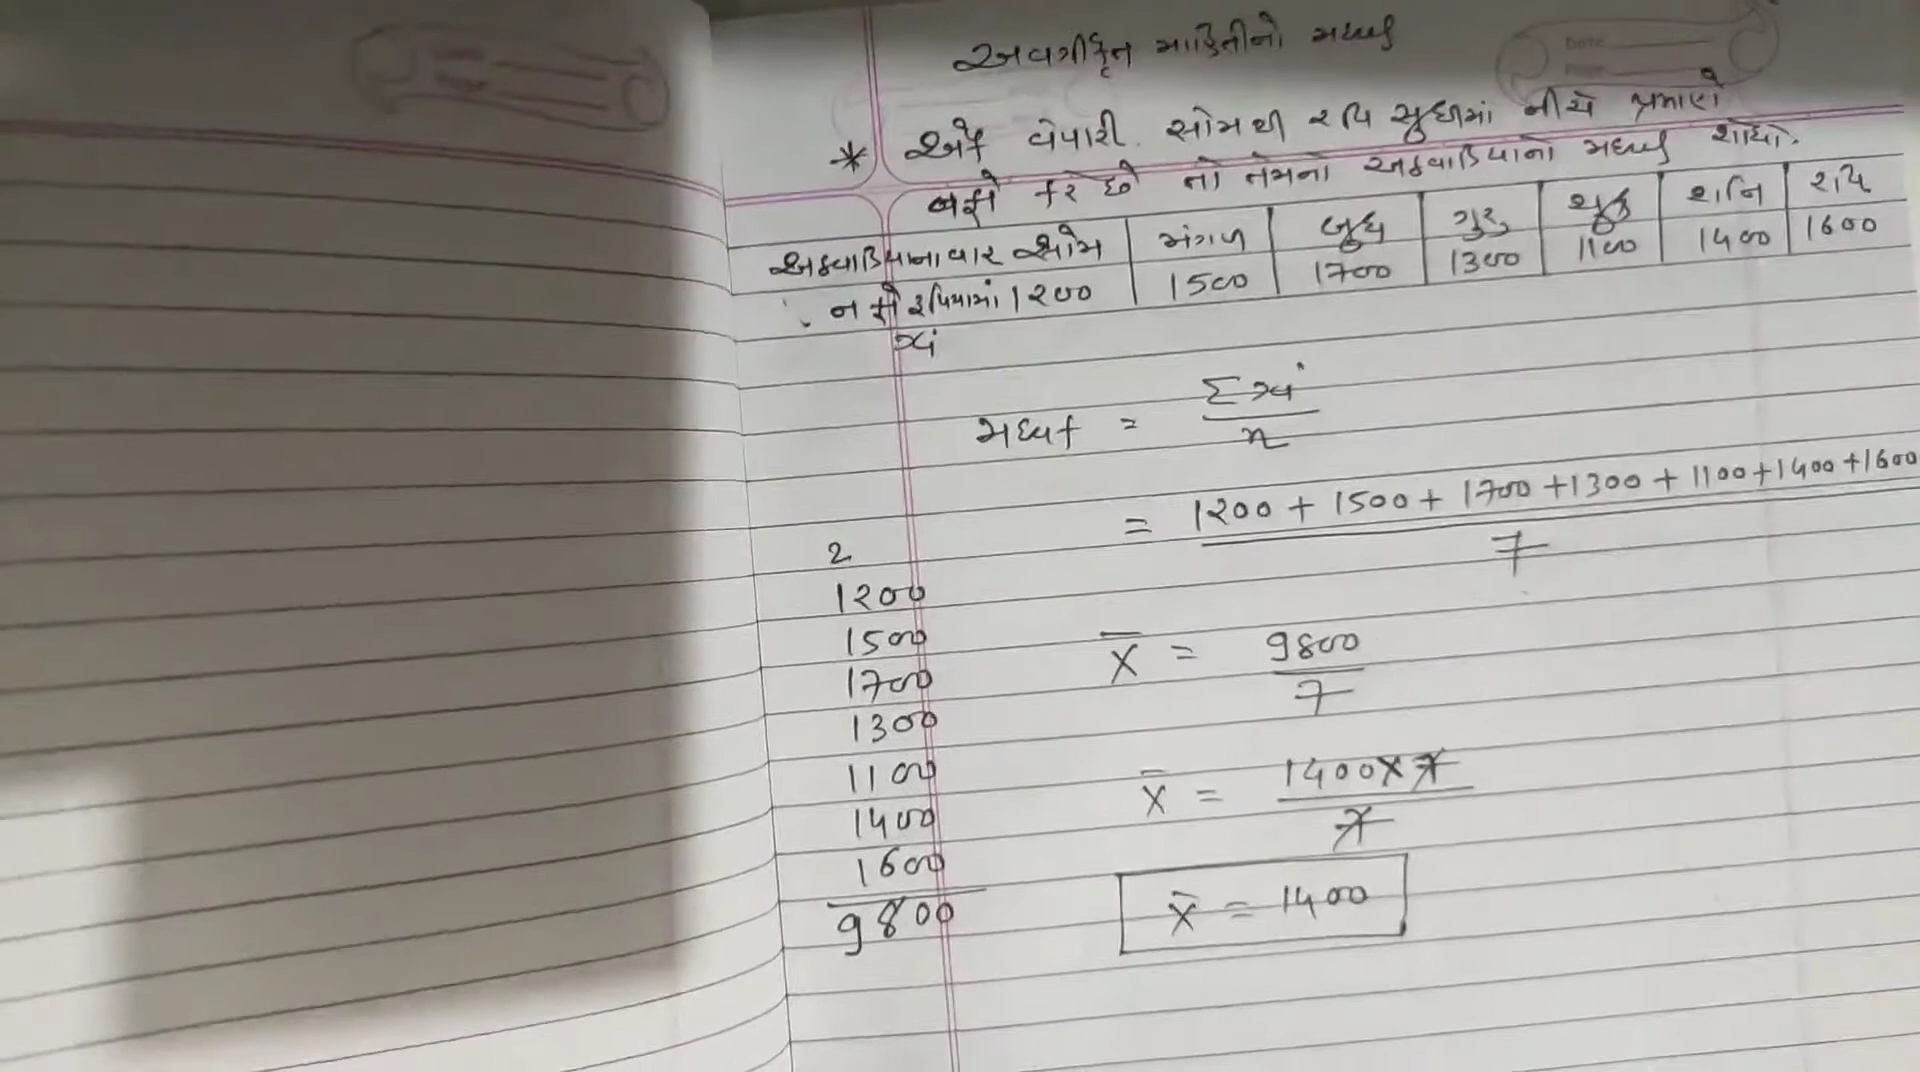 અવર્ગીકૃત માહિતીનો મધ્યક
* એક વેપારી સોમથી રવિ સુધીમાં નીચે પ્રમાણે
નફો કરે છે તો તેમનો અઠવાડિયાનો મધ્યક શોધો.
અઠવાડિયાના વાર સોમ મંગળ બુધ ગુરુ શુક્ર શનિ રવિ
નફો રૂપિયામાં 1200 1500 1700 1300 1100 1400 1600
xi
મધ્યક = Σxi / n
= 1200 + 1500 + 1700 + 1300 + 1100 + 1400 + 1600 / 7
2
1200
1500
1700
1300
1100
1400
1600
9800
X̄ = 9800 / 7
X̄ = 1400 x 7 / 7
X̄ = 1400